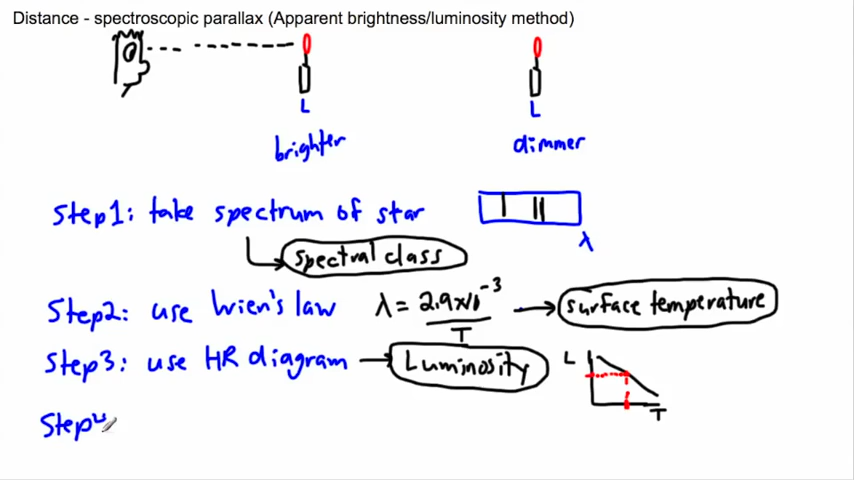 Distance - spectroscopic parallax (Apparent brightness/luminosity method)
L L
brighter dimmer
Step1: take spectrum of star
λ
spectral class
Step2: use Wien's law λ = 2.9x10⁻³ / T → surface temperature
Step3: use HR diagram → Luminosity L T
Step4